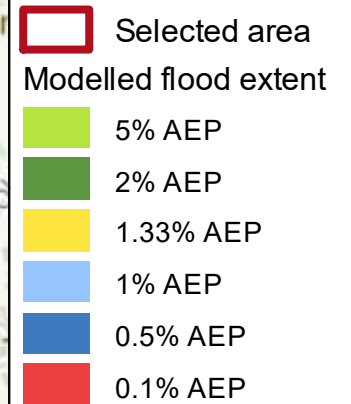 Selected area
Modelled flood extent
5% AEP
2% AEP
1.33% AEP
1% AEP
0.5% AEP
0.1% AEP